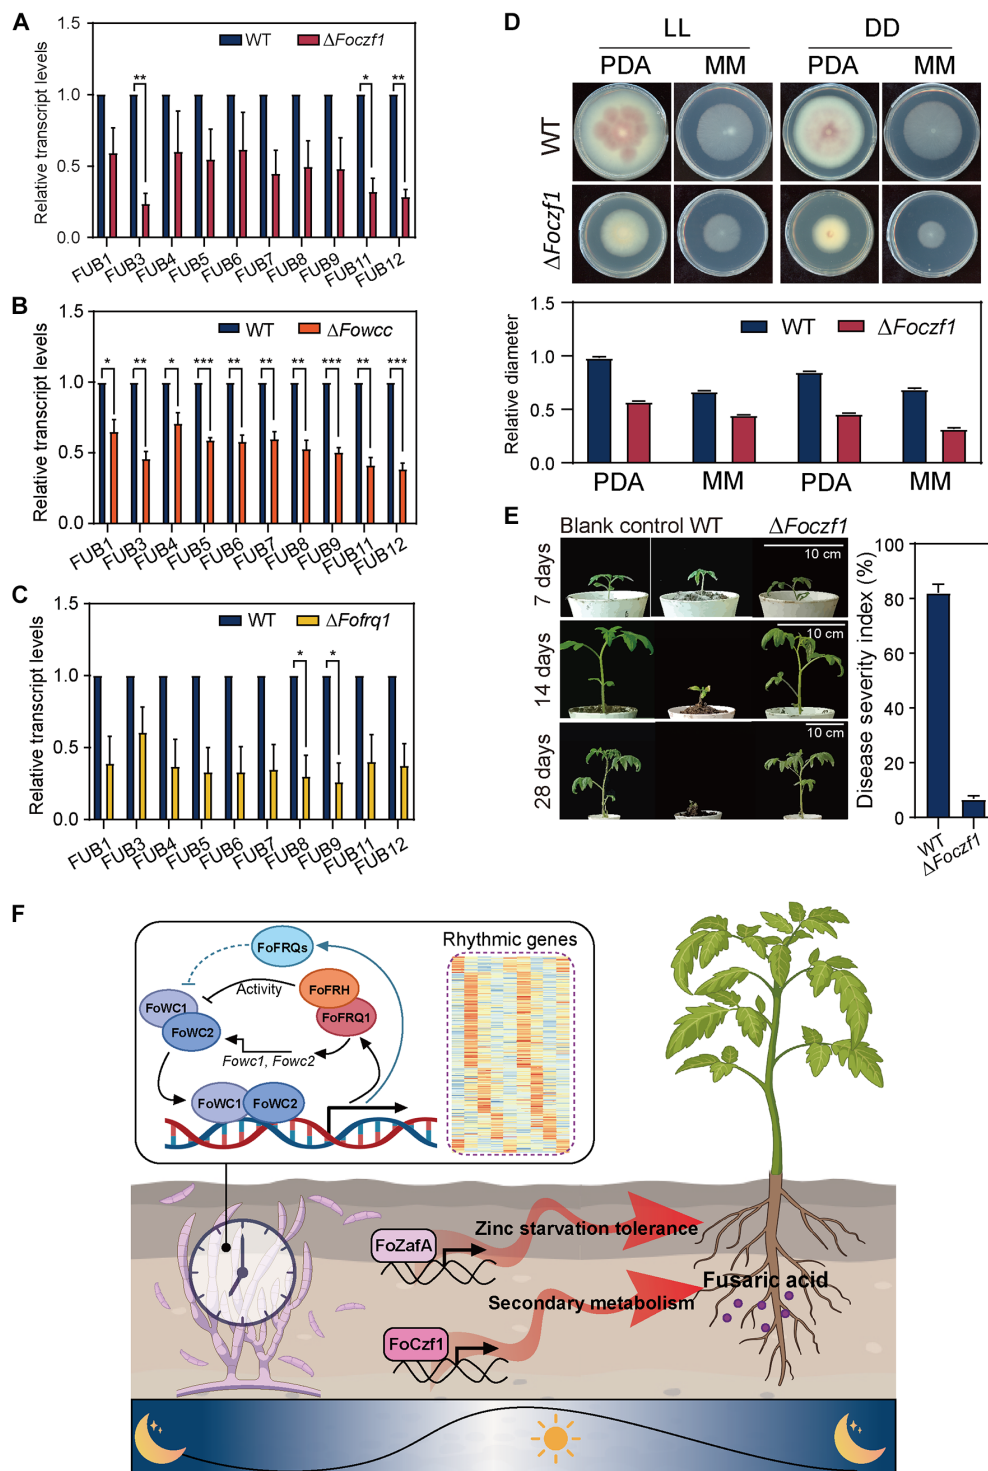 A
1.5
1.0
0.5
0.0
Relative transcript levels
WT
ΔFoczf1
** * **
FUB1
FUB3
FUB4
FUB5
FUB6
FUB7
FUB8
FUB9
FUB11
FUB12
B
1.5
1.0
0.5
0.0
Relative transcript levels
WT
ΔFowcc
* ** * *** ** ** ** *** ** ***
FUB1
FUB3
FUB4
FUB5
FUB6
FUB7
FUB8
FUB9
FUB11
FUB12
C
1.5
1.0
0.5
0.0
Relative transcript levels
WT
ΔFofrq1
* *
FUB1
FUB3
FUB4
FUB5
FUB6
FUB7
FUB8
FUB9
FUB11
FUB12
D
LL DD
PDA MM PDA MM
WT
ΔFoczf1
1.5
1.0
0.5
0.0
Relative diameter
WT
ΔFoczf1
PDA MM PDA MM
E
Blank control WT ΔFoczf1
7 days
10 cm
14 days
10 cm
28 days
10 cm
Disease severity index (%)
100
80
60
40
20
0
WT
ΔFoczf1
F
FoFRQs
Rhythmic genes
Activity
FoFRH
FoFRQ1
FoWC1
FoWC2
Fowc1, Fowc2
FoWC1
FoWC2
Zinc starvation tolerance
FoZafA
Fusaric acid
Secondary metabolism
FoCzf1